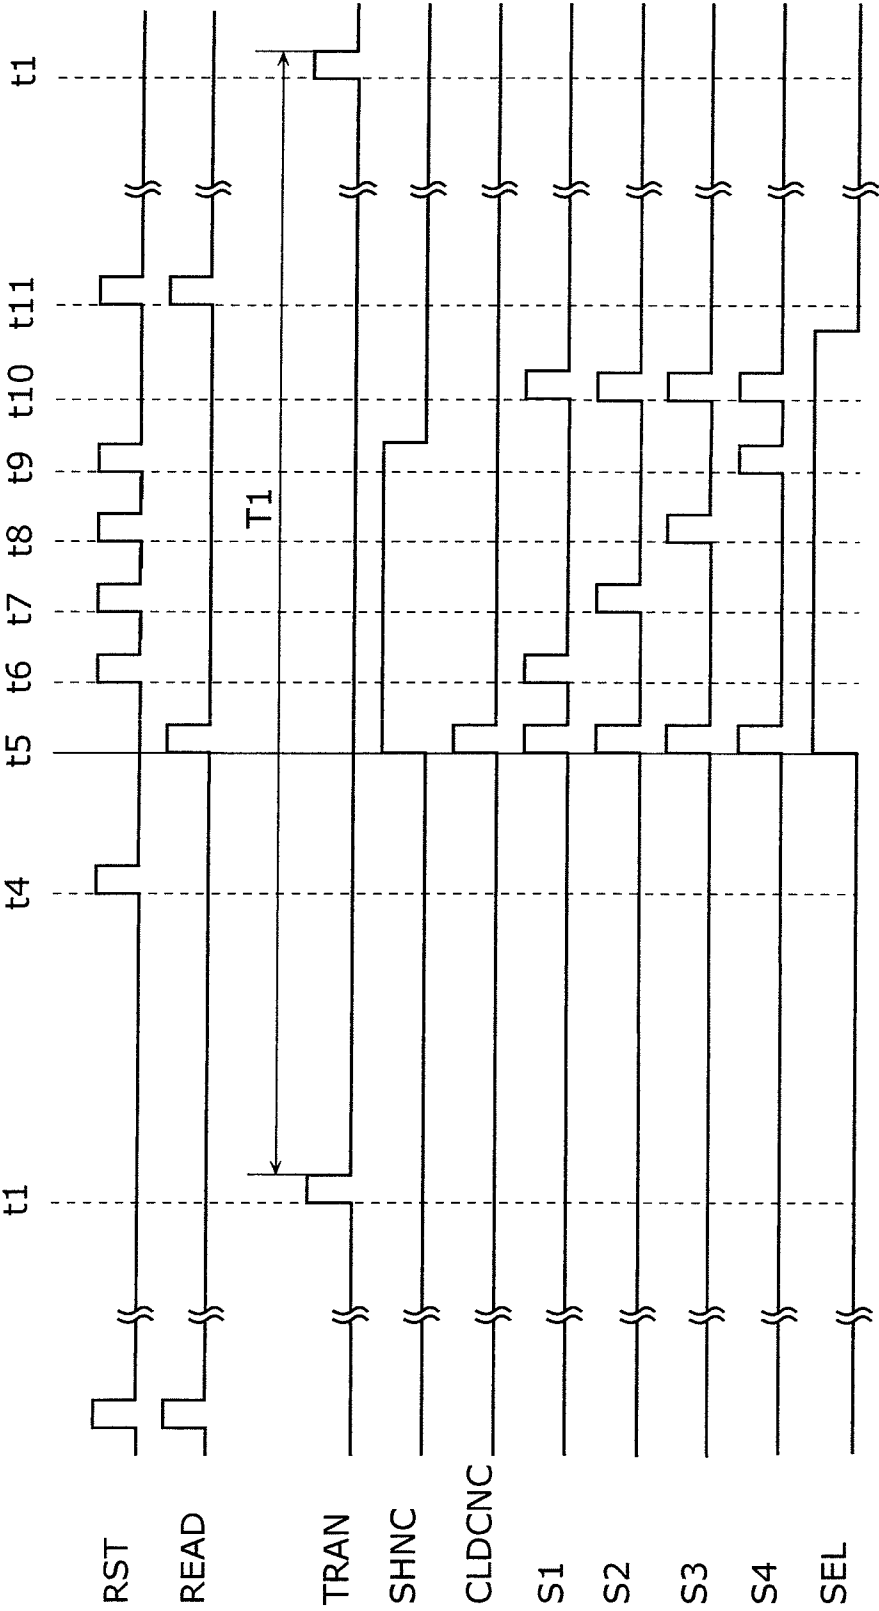 RST
READ
TRAN
SHNC
CLDCNC
S1
S2
S3
S4
SEL
t1
t4
t5
t6
t7
t8
t9
t10
t11
t1
T1